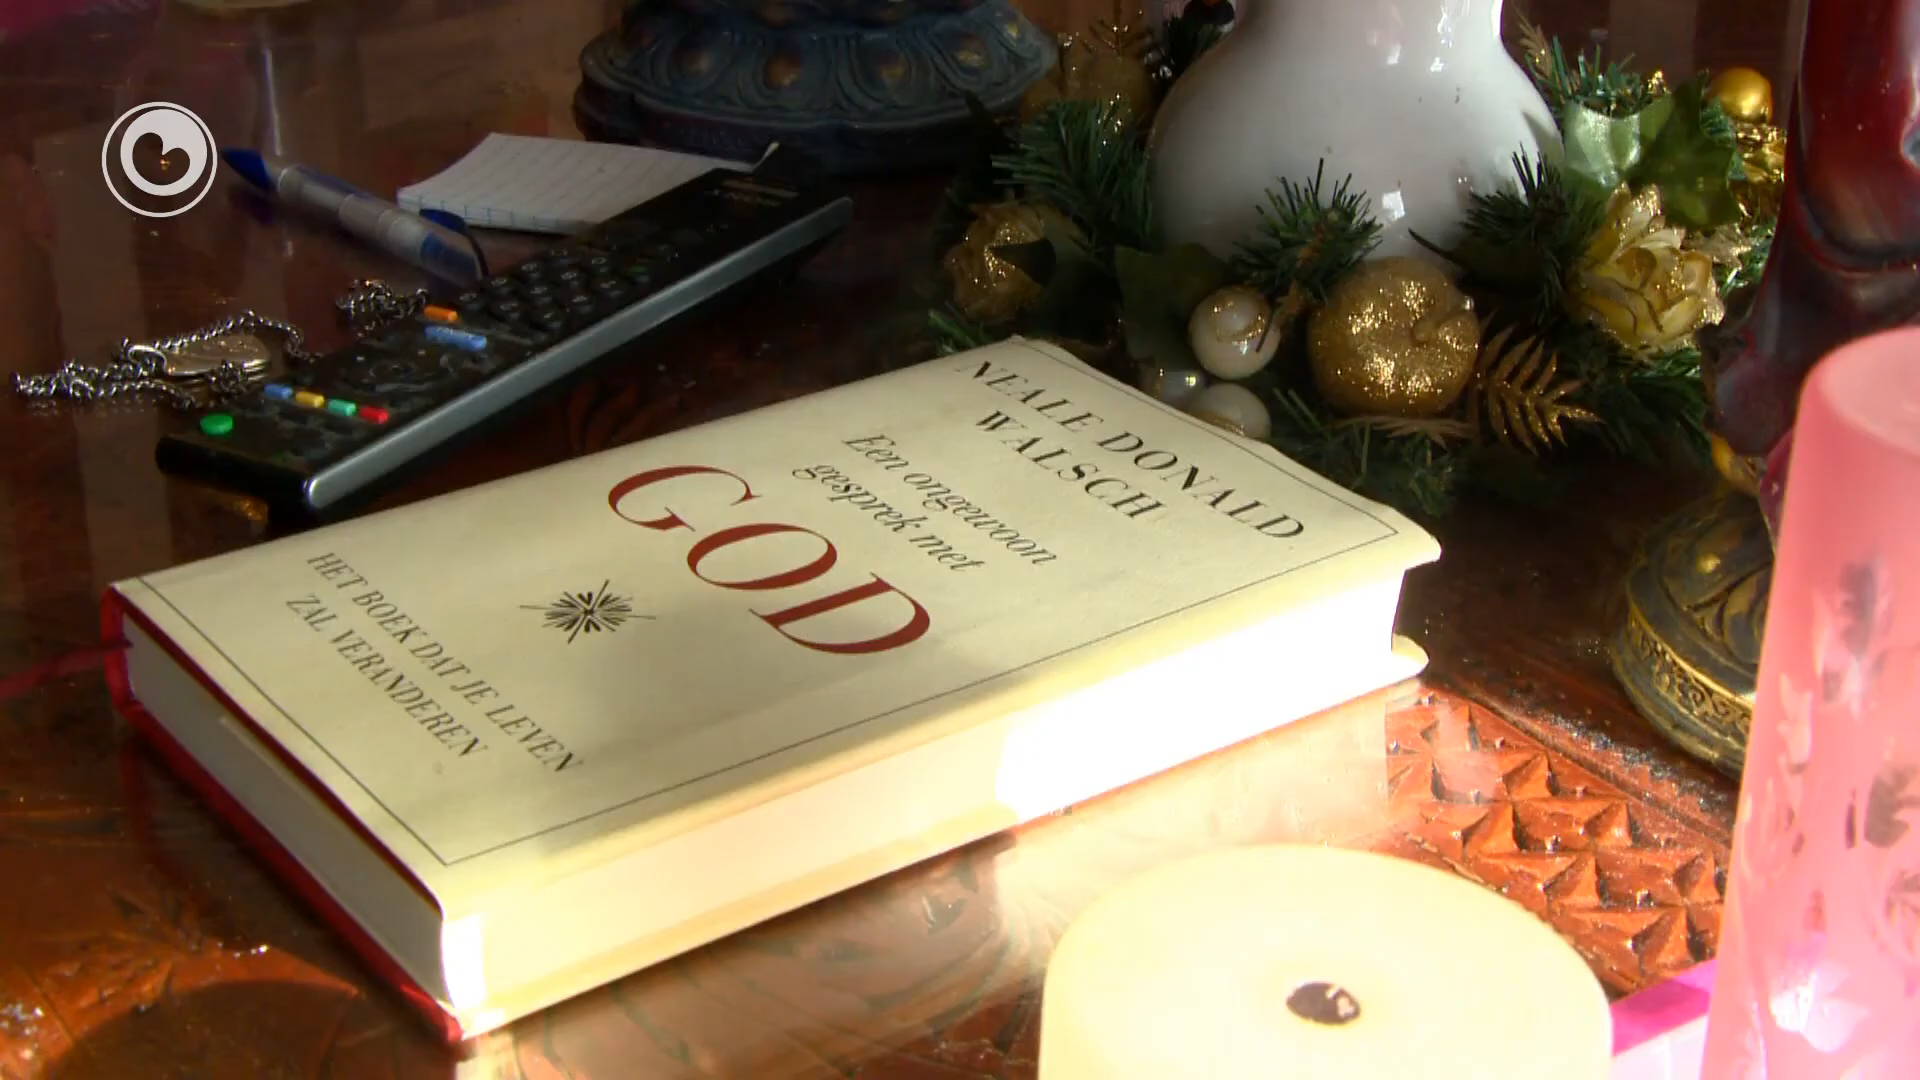 NEALE DONALD
WALSCH
Een ongewoon
gesprek met
GOD
HET BOEK DAT JE LEVEN
ZAL VERANDEREN